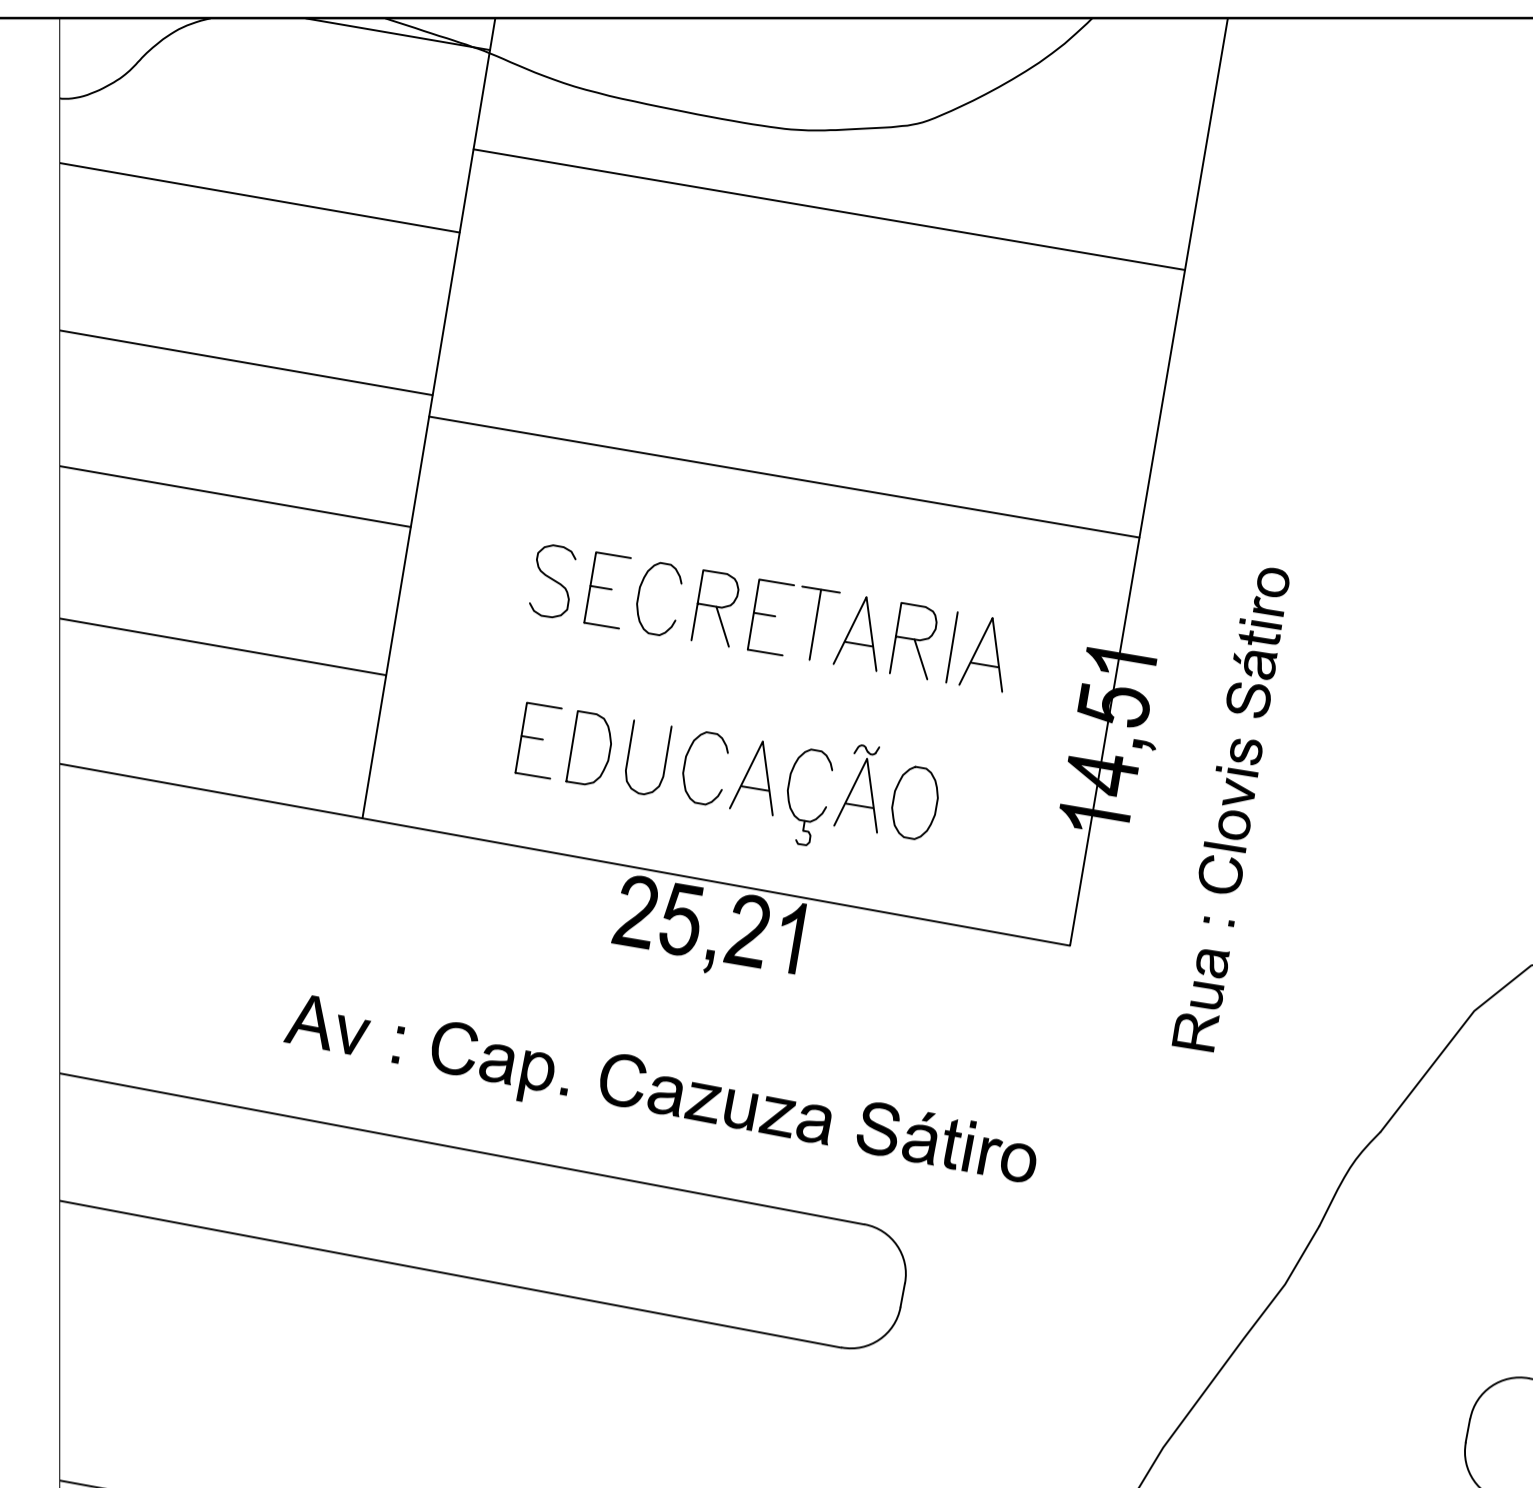 SECRETARIA
EDUCAÇÃO
14,51
25,21
Rua : Clovis Sátiro
Av : Cap. Cazuza Sátiro